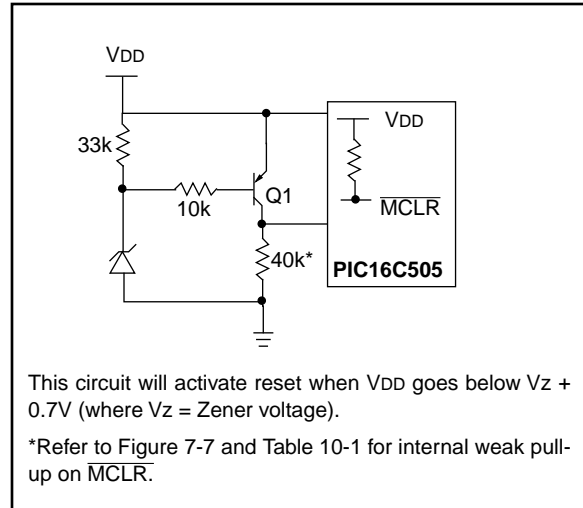 VDD
33k
10k
Q1
40k*
VDD
MCLR
PIC16C505
This circuit will activate reset when VDD goes below Vz +
0.7V (where Vz = Zener voltage).
*Refer to Figure 7-7 and Table 10-1 for internal weak pull-
up on MCLR.